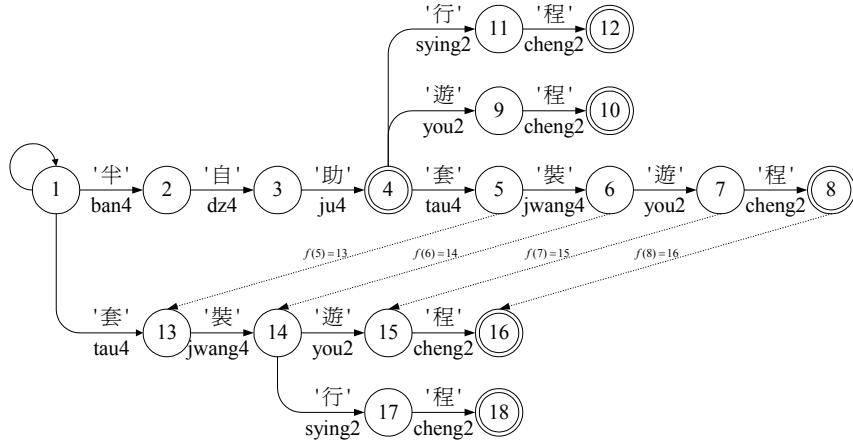 '行' '程'
11 12
sying2 cheng2
'遊' '程'
9 10
you2 cheng2
'半' '自' '助' '套' '裝' '遊' '程'
1 2 3 4 5 6 7 8
ban4 dz4 ju4 tau4 jwang4 you2 cheng2
f(5)=13 f(6)=14 f(7)=15 f(8)=16
'套' '裝' '遊' '程'
13 14 15 16
tau4 jwang4 you2 cheng2
'行' '程'
17 18
sying2 cheng2